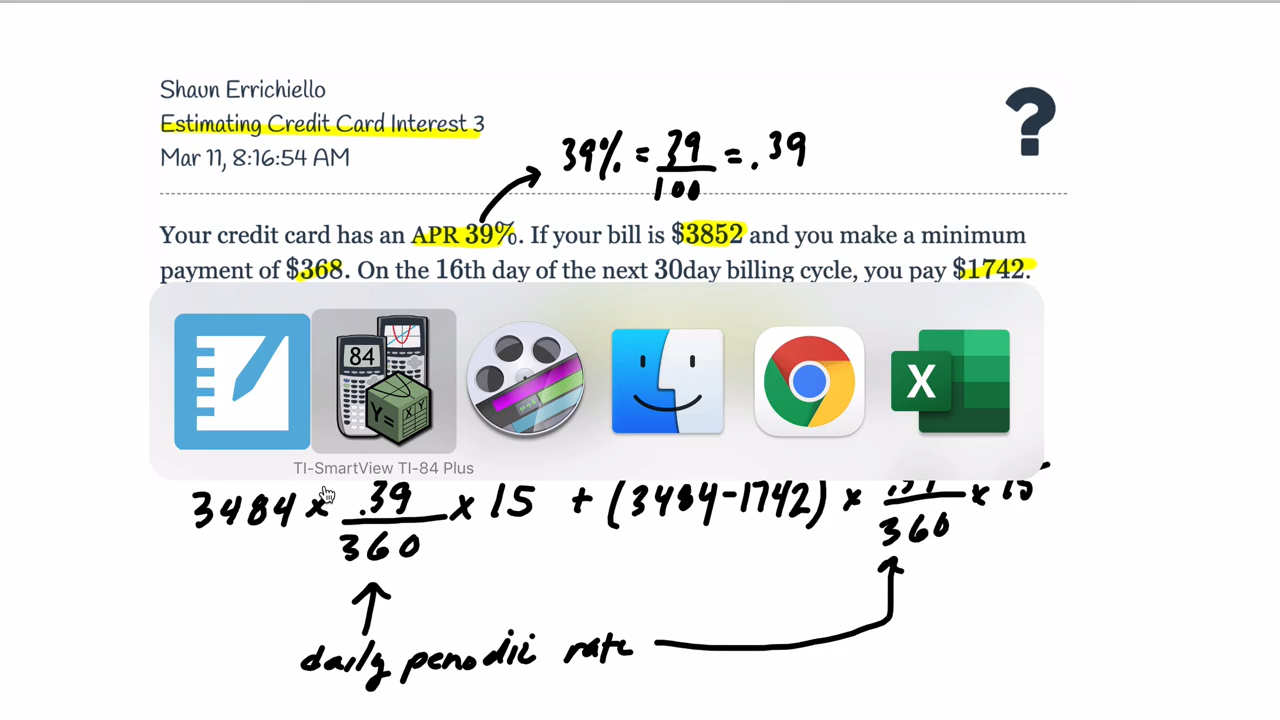 Shaun Errichiello
Estimating Credit Card Interest 3
Mar 11, 8:16:54 AM
?
39% = 39/100 = .39
Your credit card has an APR 39%. If your bill is $3852 and you make a minimum
payment of $368. On the 16th day of the next 30day billing cycle, you pay $1742.
84
Y=
X Y
X
TI-SmartView TI-84 Plus
3484 × .39/360 × 15 + (3484-1742) × .39/360 × 15
daily periodic rate